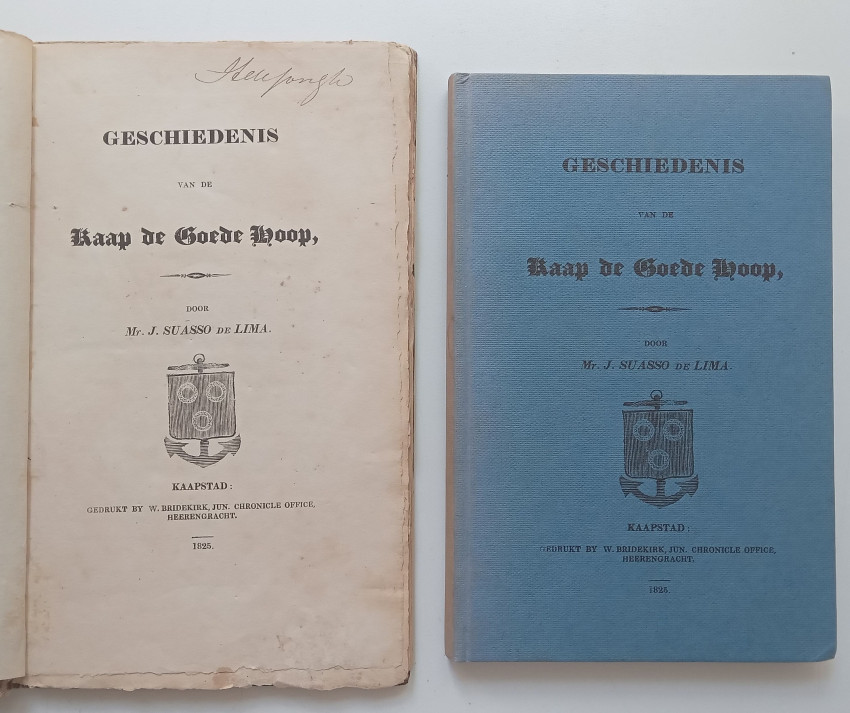 GESCHIEDENIS
VAN DE
Kaap de Goede Hoop,
DOOR
Mr. J. SUASSO DE LIMA.
KAAPSTAD:
GEDRUKT BY W. BRIDEKIRK, JUN. CHRONICLE OFFICE,
HEERENGRACHT.
1825.
GESCHIEDENIS
VAN DE
Kaap de Goede Hoop,
DOOR
Mr. J. SUASSO DE LIMA.
KAAPSTAD:
GEDRUKT BY W. BRIDEKIRK, JUN. CHRONICLE OFFICE,
HEERENGRACHT.
1825.